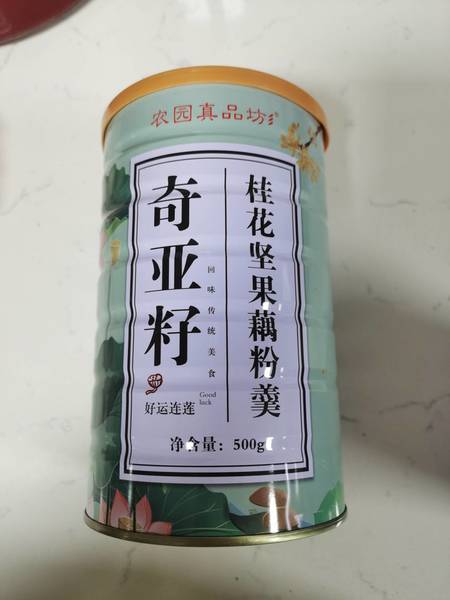 农园真品坊
奇亚籽
桂花坚果藕粉羹
回味传统美食
Good
luck
好运连莲
净含量：500g